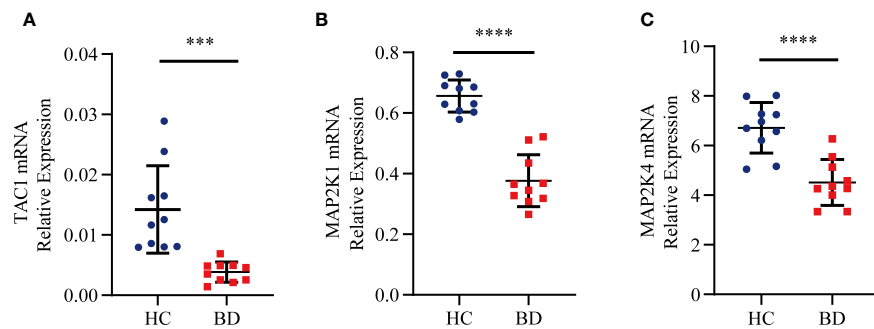 A
TAC1 mRNA
Relative Expression
0.04
0.03
0.02
0.01
0.00
***
HC BD
B
MAP2K1 mRNA
Relative Expression
0.8
0.6
0.4
0.2
0.0
****
HC BD
C
MAP2K4 mRNA
Relative Expression
10
8
6
4
2
0
****
HC BD